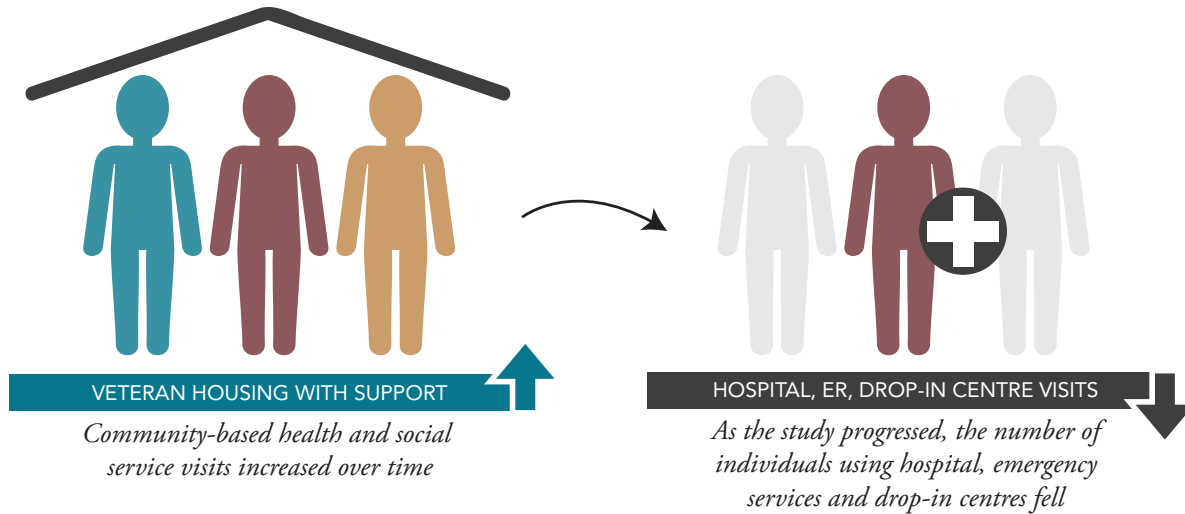 VETERAN HOUSING WITH SUPPORT
Community-based health and social
service visits increased over time
HOSPITAL, ER, DROP-IN CENTRE VISITS
As the study progressed, the number of
individuals using hospital, emergency
services and drop-in centres fell